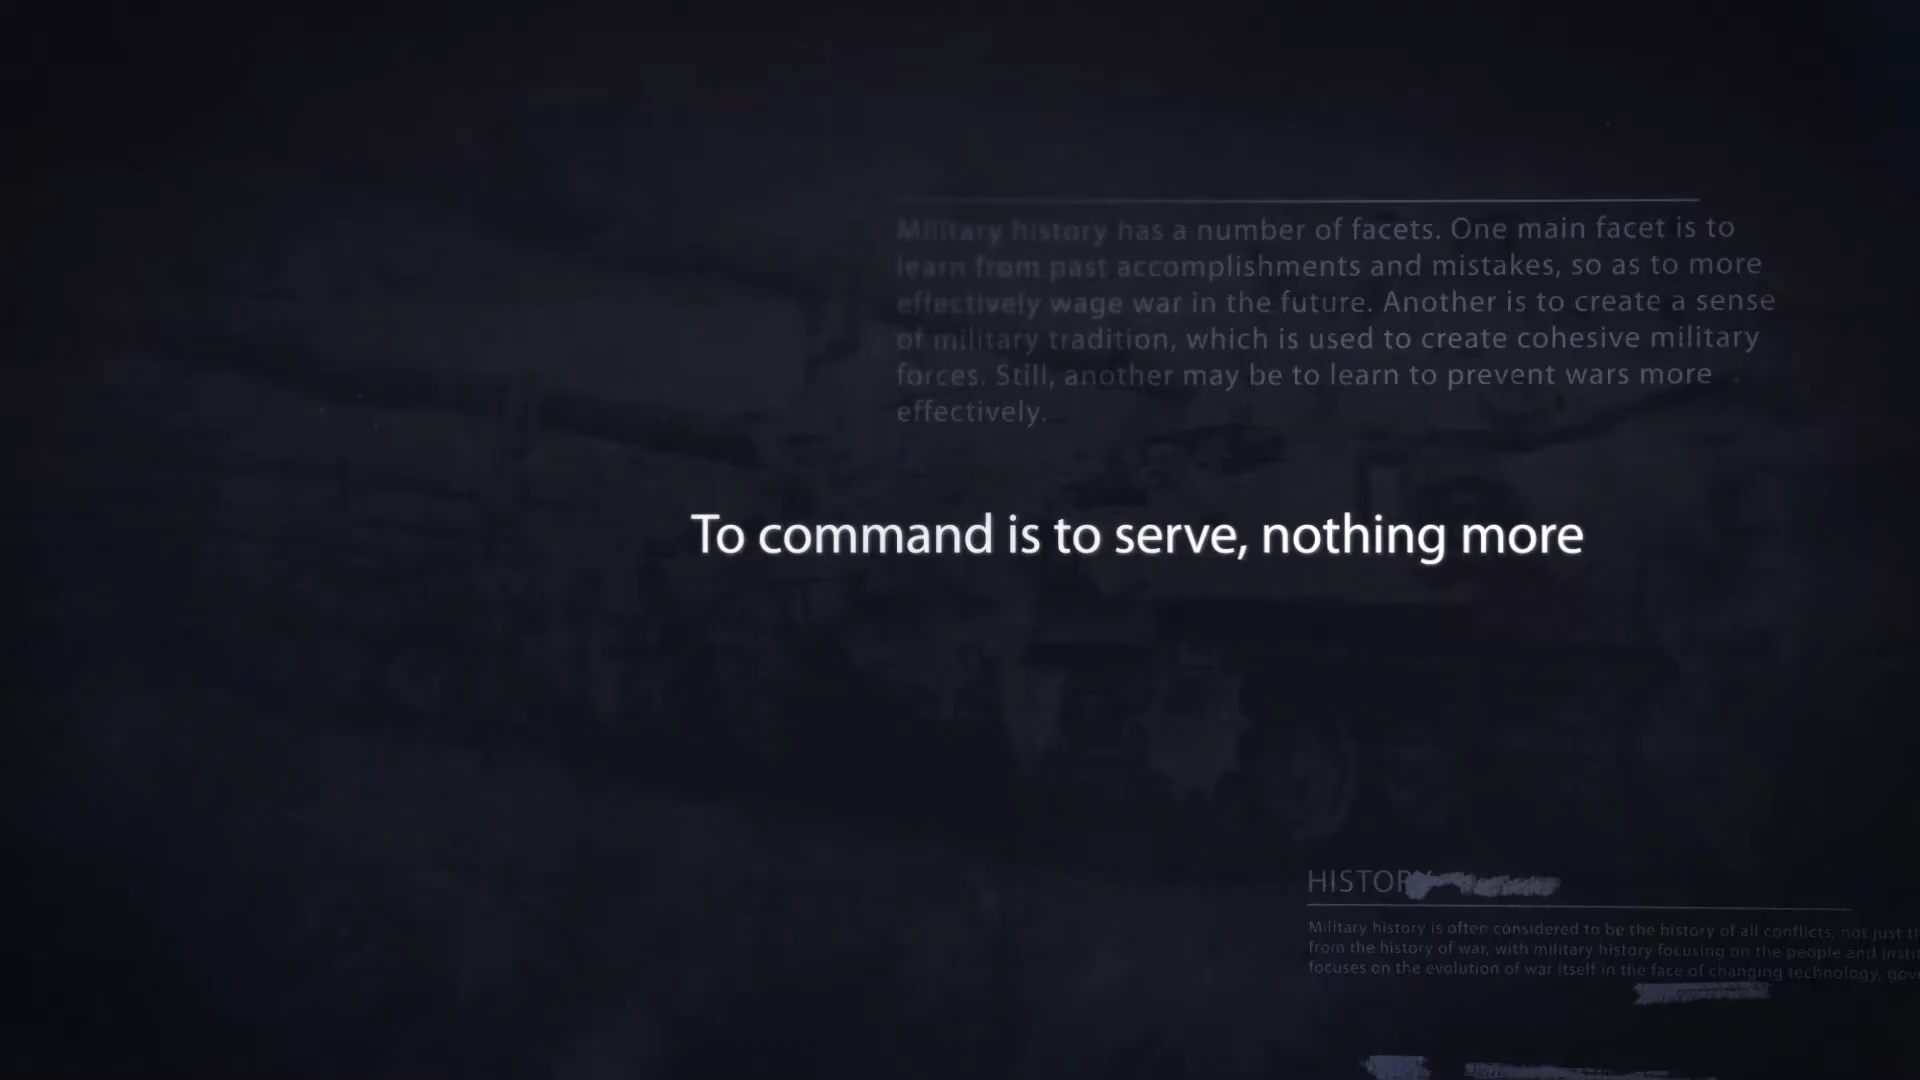 Military history has a number of facets. One main facet is to
learn from past accomplishments and mistakes, so as to more
effectively wage war in the future. Another is to create a sense
of military tradition, which is used to create cohesive military
forces. Still, another may be to learn to prevent wars more
effectively.
To command is to serve, nothing more
HISTORY
Military history is often considered to be the history of all conflicts, not just
from the history of war, with military history focusing on the people and
focuses on the evolution of war itself in the face of changing technology,